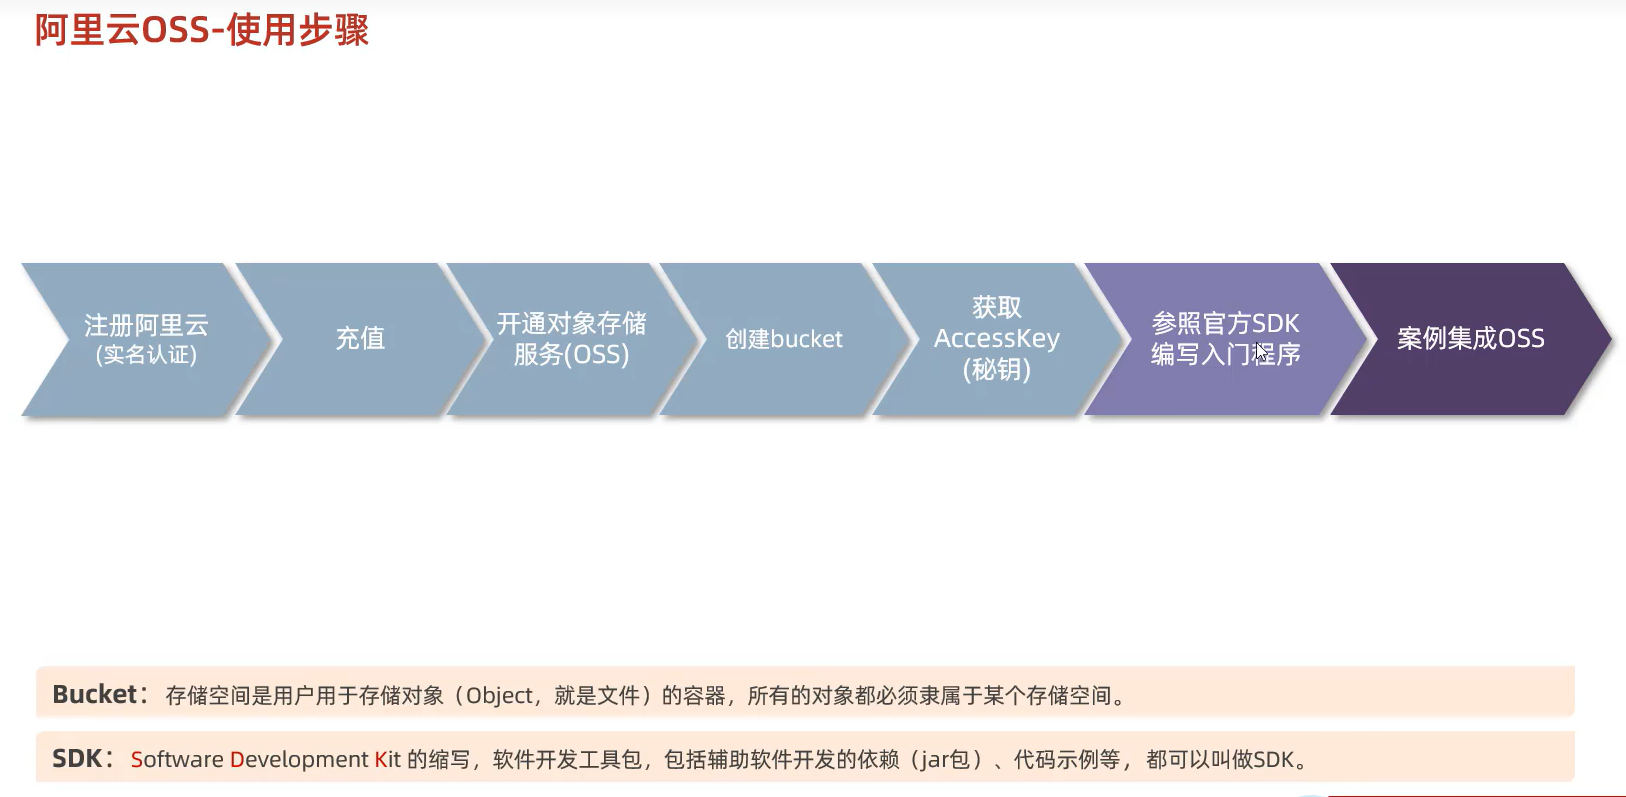 阿里云OSS-使用步骤
注册阿里云
(实名认证)
充值
开通对象存储
服务(OSS)
创建bucket
获取
AccessKey
(秘钥)
参照官方SDK
编写入门程序
案例集成OSS
Bucket：存储空间是用户用于存储对象（Object，就是文件）的容器，所有的对象都必须隶属于某个存储空间。
SDK：Software Development Kit 的缩写，软件开发工具包，包括辅助软件开发的依赖（jar包）、代码示例等，都可以叫做SDK。